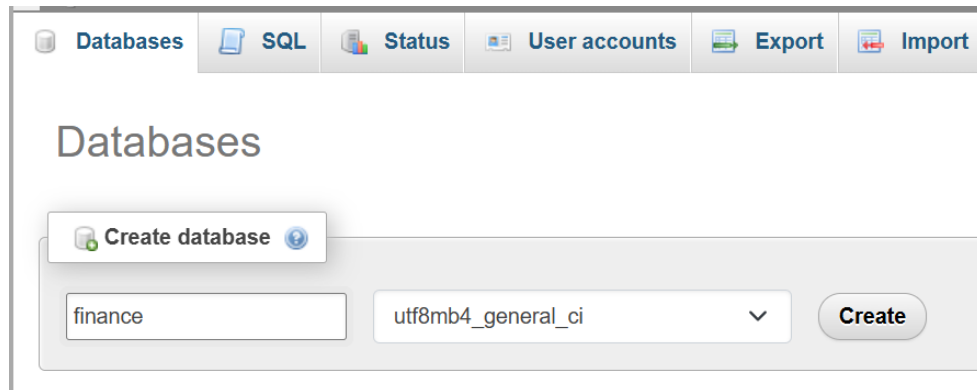 Databases SQL Status User accounts Export Import
Databases
Create database
finance utf8mb4_general_ci Create